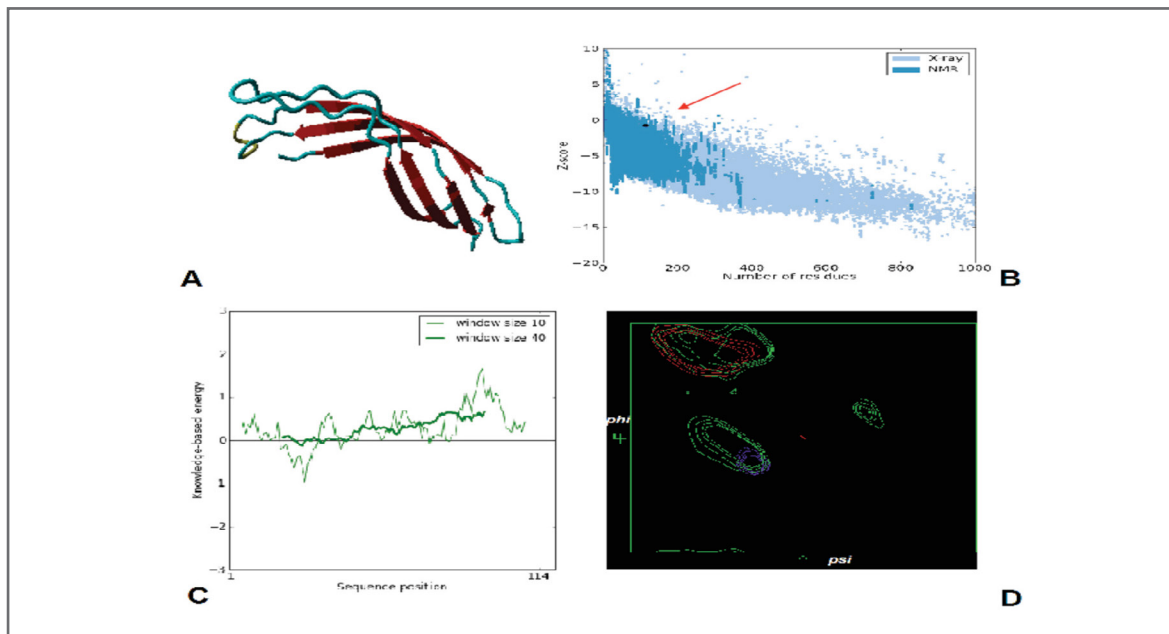 A
10
5
0
−5
−10
−15
−20
Z-score
X-ray
NMR
0
200
400
600
800
1000
Number of residues
B
3
2
1
0
1
−2
−3
Knowledge-based energy
window size 10
window size 40
1
114
Sequence position
C
phi
psi
D